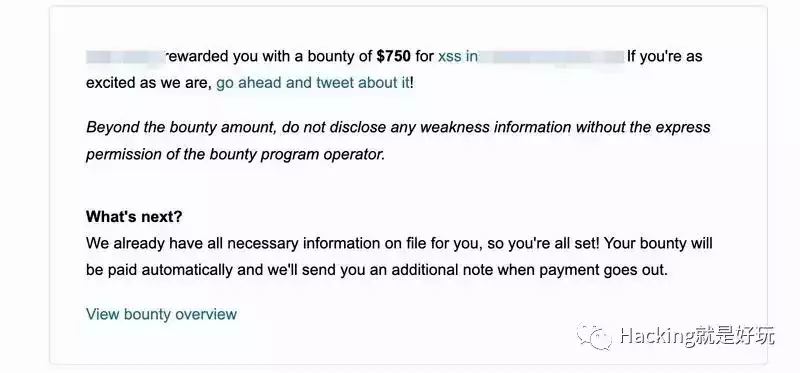 rewarded you with a bounty of $750 for xss in If you're as
excited as we are, go ahead and tweet about it!
Beyond the bounty amount, do not disclose any weakness information without the express
permission of the bounty program operator.
What's next?
We already have all necessary information on file for you, so you're all set! Your bounty will
be paid automatically and we'll send you an additional note when payment goes out.
View bounty overview
Hacking就是好玩